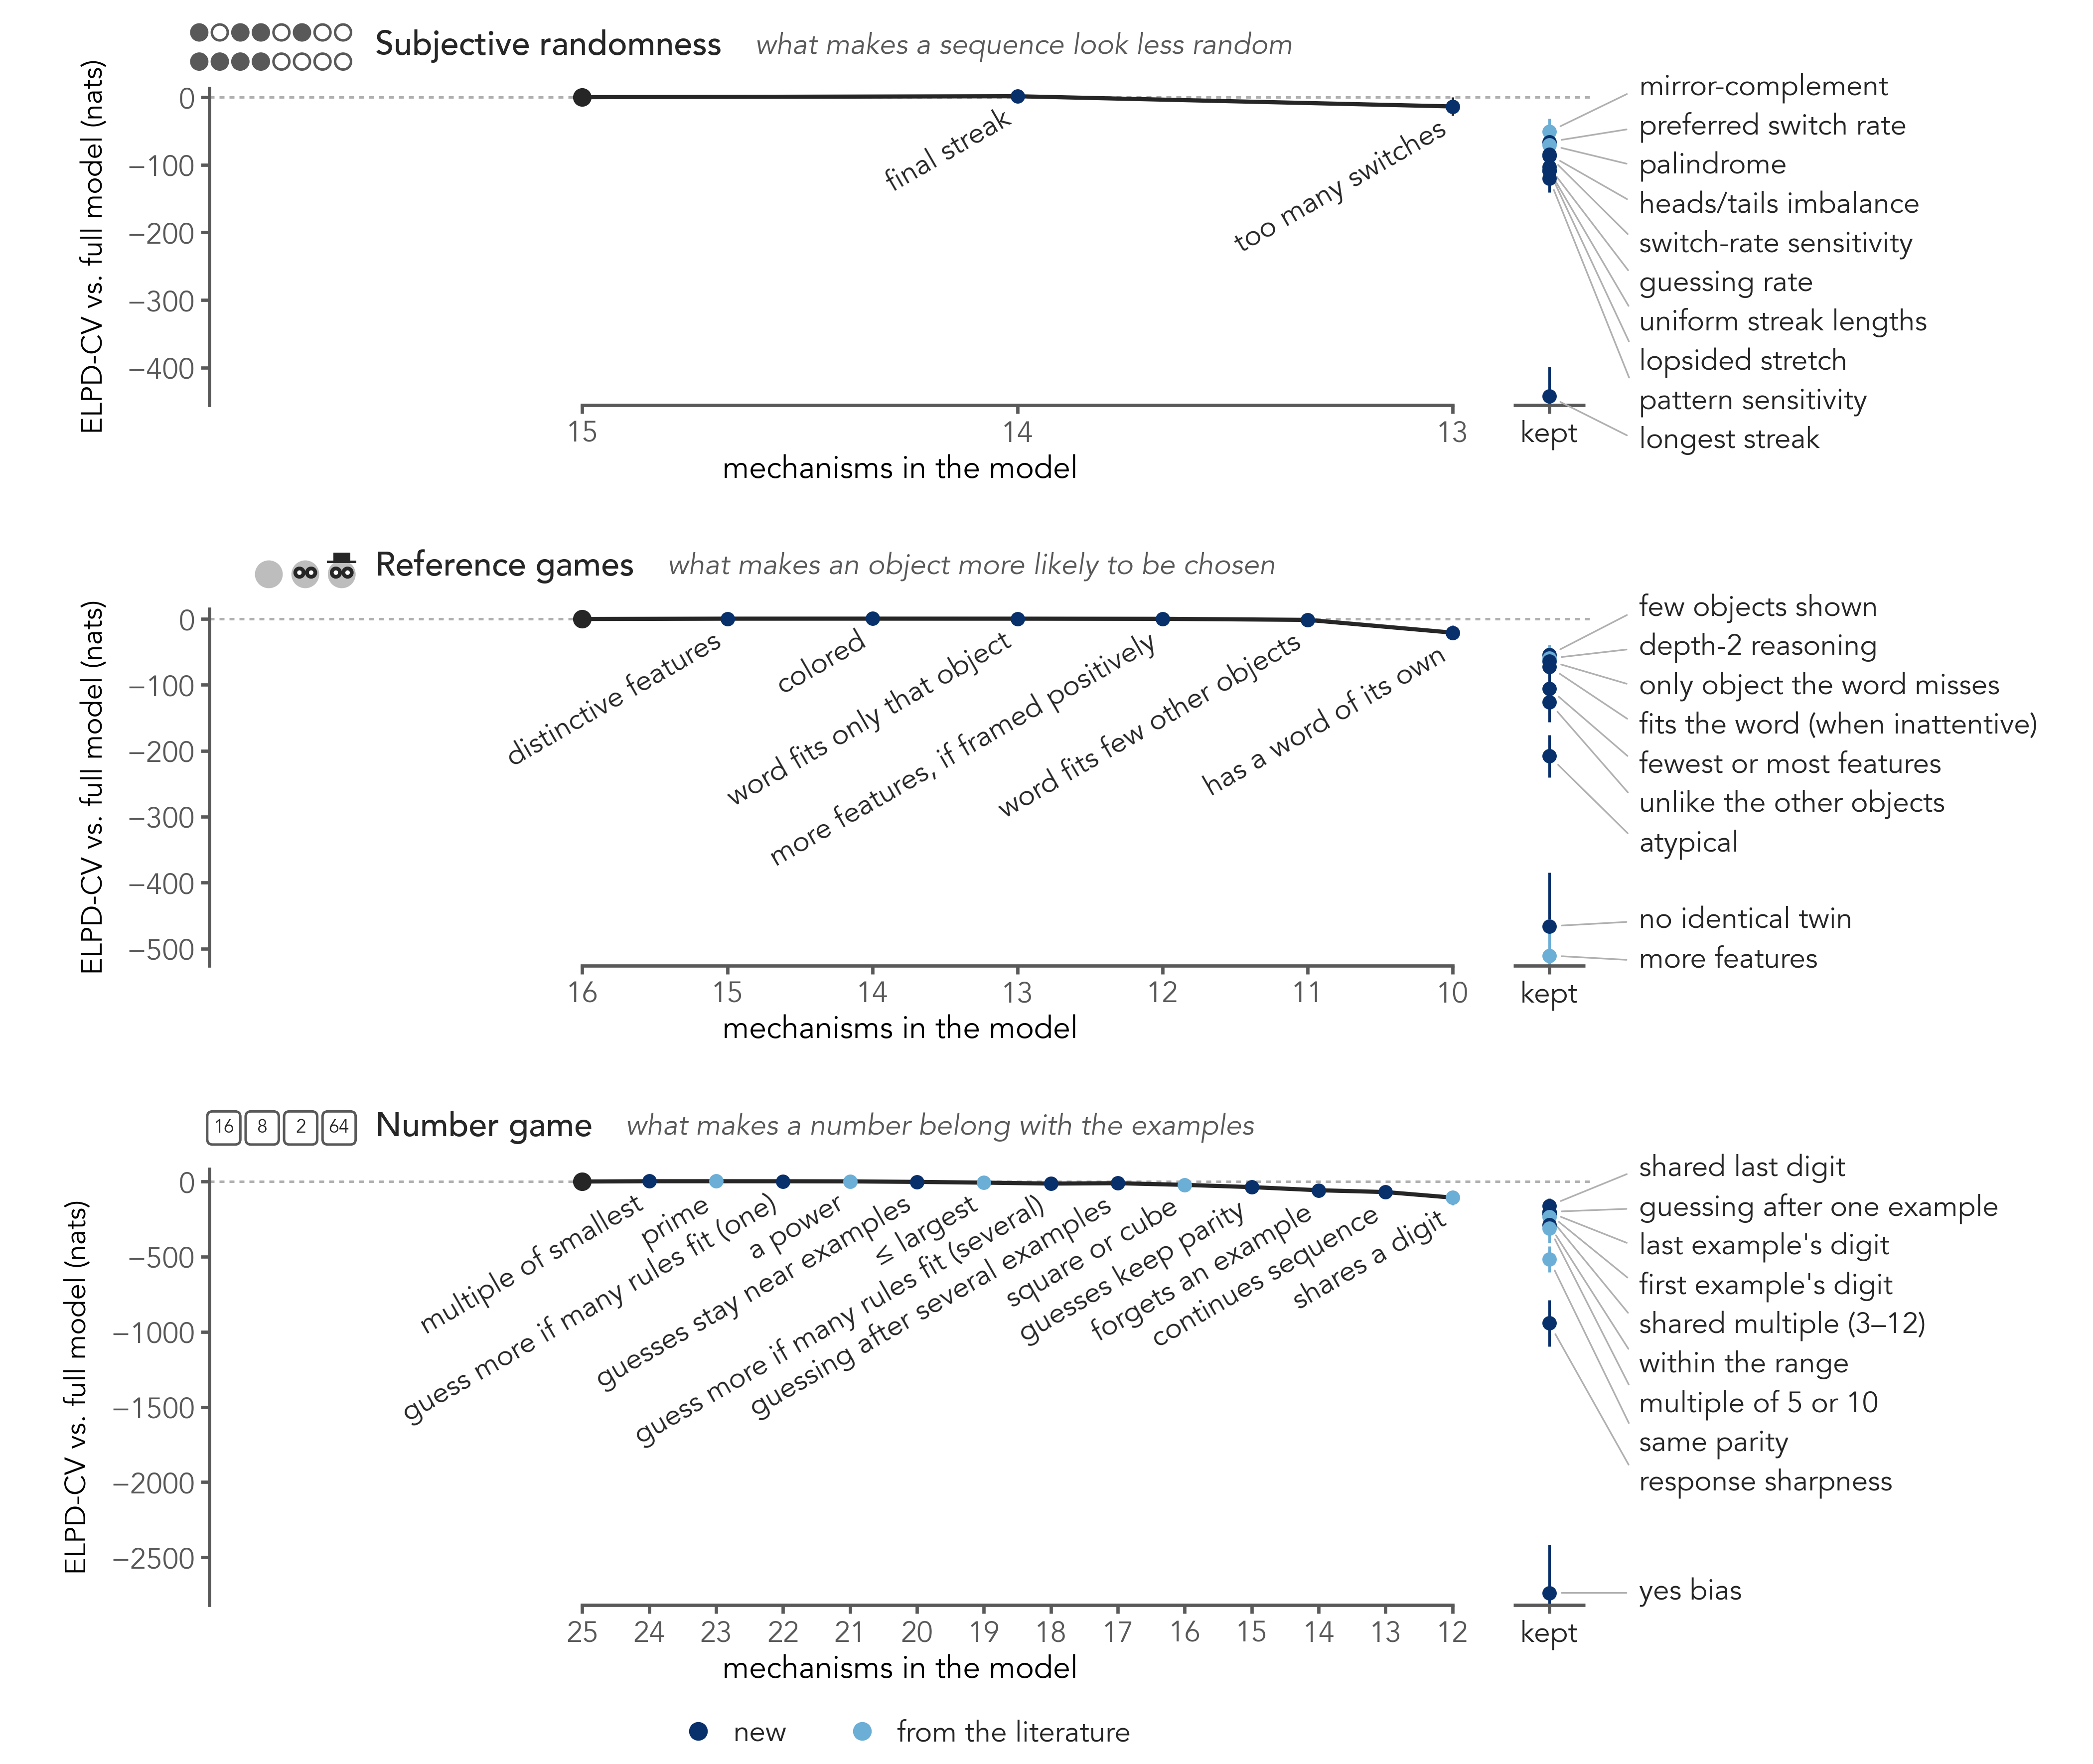 Subjective randomness what makes a sequence look less random
ELPD-CV vs. full model (nats)
0
−100
−200
−300
−400
final streak
too many switches
15 14 13
mechanisms in the model
kept
mirror-complement
preferred switch rate
palindrome
heads/tails imbalance
switch-rate sensitivity
guessing rate
uniform streak lengths
lopsided stretch
pattern sensitivity
longest streak
Reference games what makes an object more likely to be chosen
ELPD-CV vs. full model (nats)
0
−100
−200
−300
−400
−500
distinctive features
colored
word fits only that object
more features, if framed positively
word fits few other objects
has a word of its own
16 15 14 13 12 11 10
mechanisms in the model
kept
few objects shown
depth-2 reasoning
only object the word misses
fits the word (when inattentive)
fewest or most features
unlike the other objects
atypical
no identical twin
more features
16 8 2 64
Number game what makes a number belong with the examples
ELPD-CV vs. full model (nats)
0
−500
−1000
−1500
−2000
−2500
multiple of smallest
prime
guess more if many rules fit (one)
a power
guesses stay near examples
≤ largest
guess more if many rules fit (several)
guessing after several examples
square or cube
guesses keep parity
forgets an example
continues sequence
shares a digit
25 24 23 22 21 20 19 18 17 16 15 14 13 12
mechanisms in the model
kept
shared last digit
guessing after one example
last example's digit
first example's digit
shared multiple (3–12)
within the range
multiple of 5 or 10
same parity
response sharpness
yes bias
new
from the literature